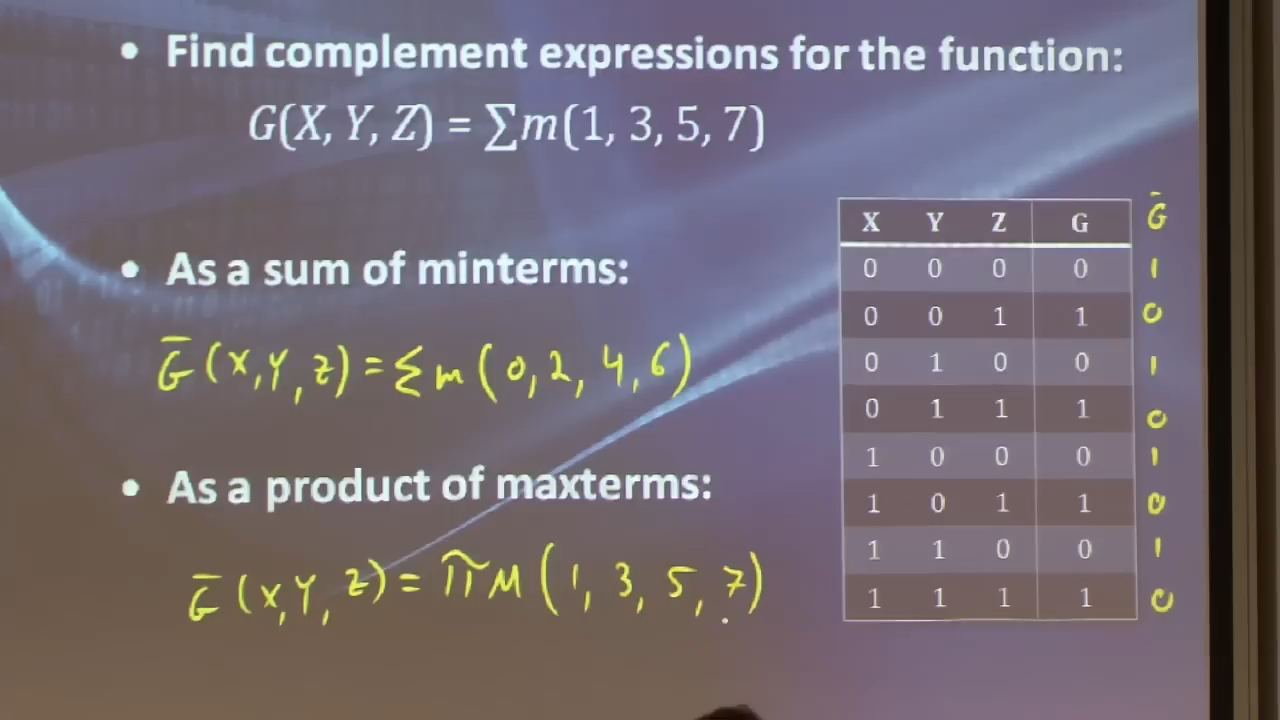 • Find complement expressions for the function:
G(X, Y, Z) = ∑m(1, 3, 5, 7)
• As a sum of minterms:
G̅(X,Y,Z) = Σm(0,2,4,6)
• As a product of maxterms:
G̅(X,Y,Z) = ΠM(1,3,5,7)
X Y Z G G̅
0 0 0 0 1
0 0 1 1 0
0 1 0 0 1
0 1 1 1 0
1 0 0 0 1
1 0 1 1 0
1 1 0 0 1
1 1 1 1 0